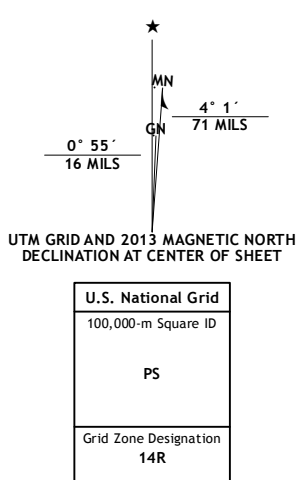 ★
MN
4° 1´
71 MILS
GN
0° 55´
16 MILS
UTM GRID AND 2013 MAGNETIC NORTH
DECLINATION AT CENTER OF SHEET
U.S. National Grid
100,000-m Square ID
PS
Grid Zone Designation
14R